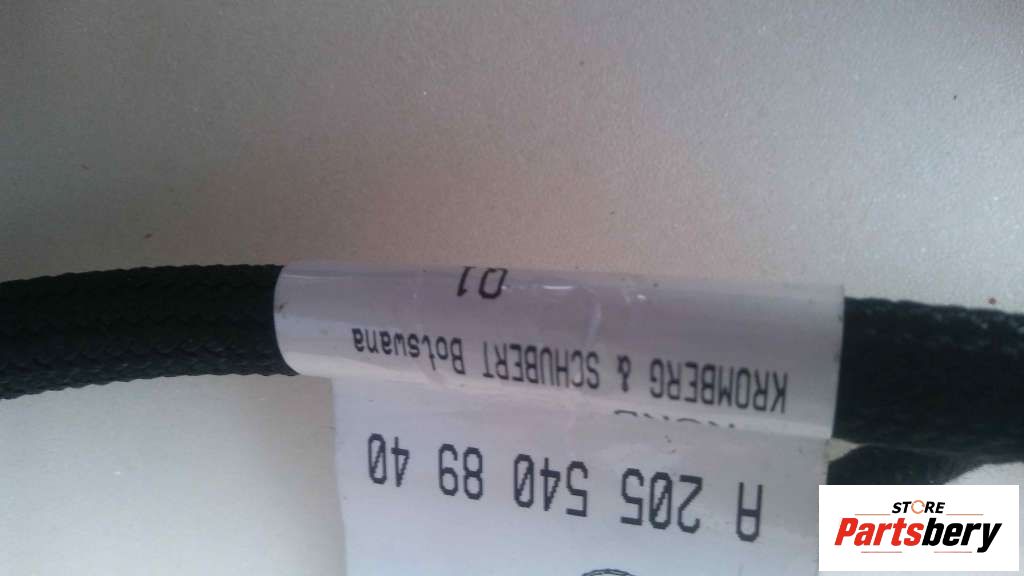 A 205 540 89 40
KROMBERG & SCHUBERT Botswana
01
STORE
Partsbery